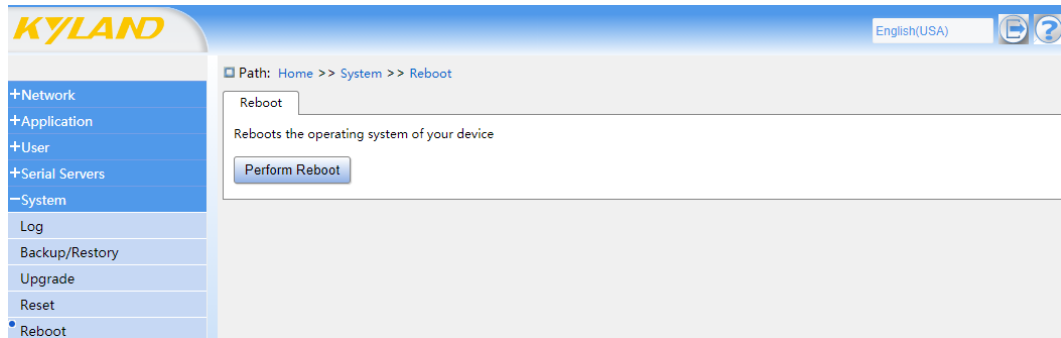 KYLAND
English(USA)
Path: Home >> System >> Reboot
+Network
+Application
+User
+Serial Servers
−System
Log
Backup/Restory
Upgrade
Reset
Reboot
Reboot
Reboots the operating system of your device
Perform Reboot